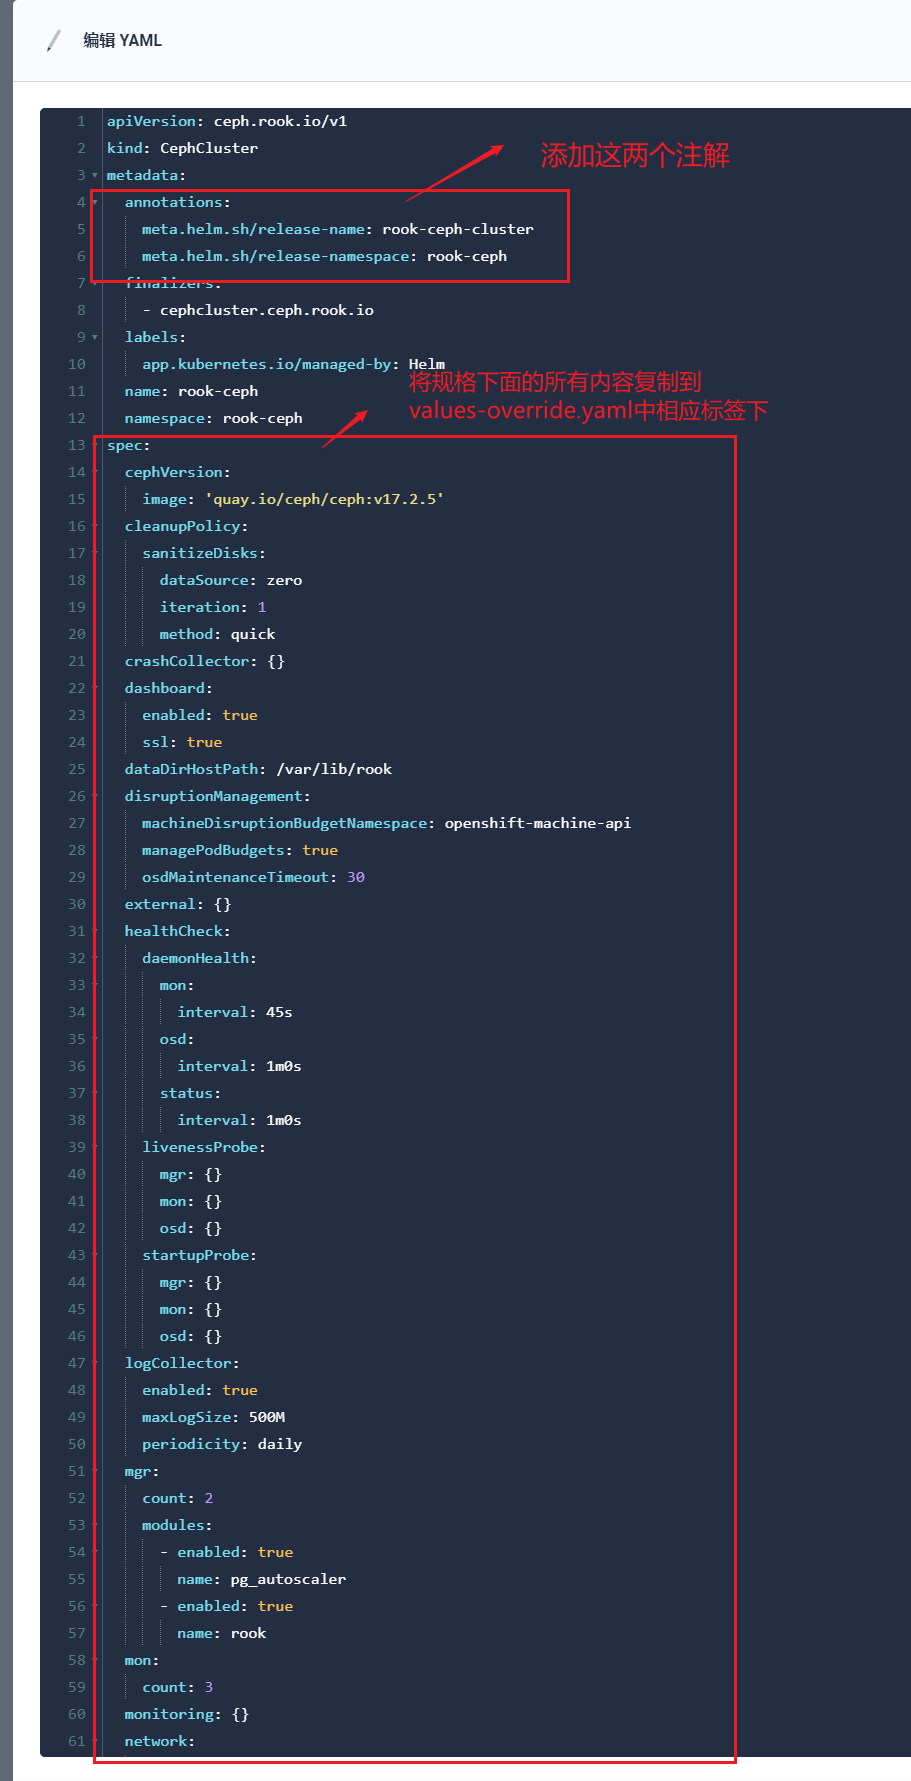 编辑 YAML
1 apiVersion: ceph.rook.io/v1
2 kind: CephCluster
添加这两个注解
3 metadata:
4 annotations:
5 meta.helm.sh/release-name: rook-ceph-cluster
6 meta.helm.sh/release-namespace: rook-ceph
7 finalizers:
8 - cephcluster.ceph.rook.io
9 labels:
10 app.kubernetes.io/managed-by: Helm
将规格下面的所有内容复制到
values-override.yaml中相应标签下
11 name: rook-ceph
12 namespace: rook-ceph
13 spec:
14 cephVersion:
15 image: 'quay.io/ceph/ceph:v17.2.5'
16 cleanupPolicy:
17 sanitizeDisks:
18 dataSource: zero
19 iteration: 1
20 method: quick
21 crashCollector: {}
22 dashboard:
23 enabled: true
24 ssl: true
25 dataDirHostPath: /var/lib/rook
26 disruptionManagement:
27 machineDisruptionBudgetNamespace: openshift-machine-api
28 managePodBudgets: true
29 osdMaintenanceTimeout: 30
30 external: {}
31 healthCheck:
32 daemonHealth:
33 mon:
34 interval: 45s
35 osd:
36 interval: 1m0s
37 status:
38 interval: 1m0s
39 livenessProbe:
40 mgr: {}
41 mon: {}
42 osd: {}
43 startupProbe:
44 mgr: {}
45 mon: {}
46 osd: {}
47 logCollector:
48 enabled: true
49 maxLogSize: 500M
50 periodicity: daily
51 mgr:
52 count: 2
53 modules:
54 - enabled: true
55 name: pg_autoscaler
56 - enabled: true
57 name: rook
58 mon:
59 count: 3
60 monitoring: {}
61 network: